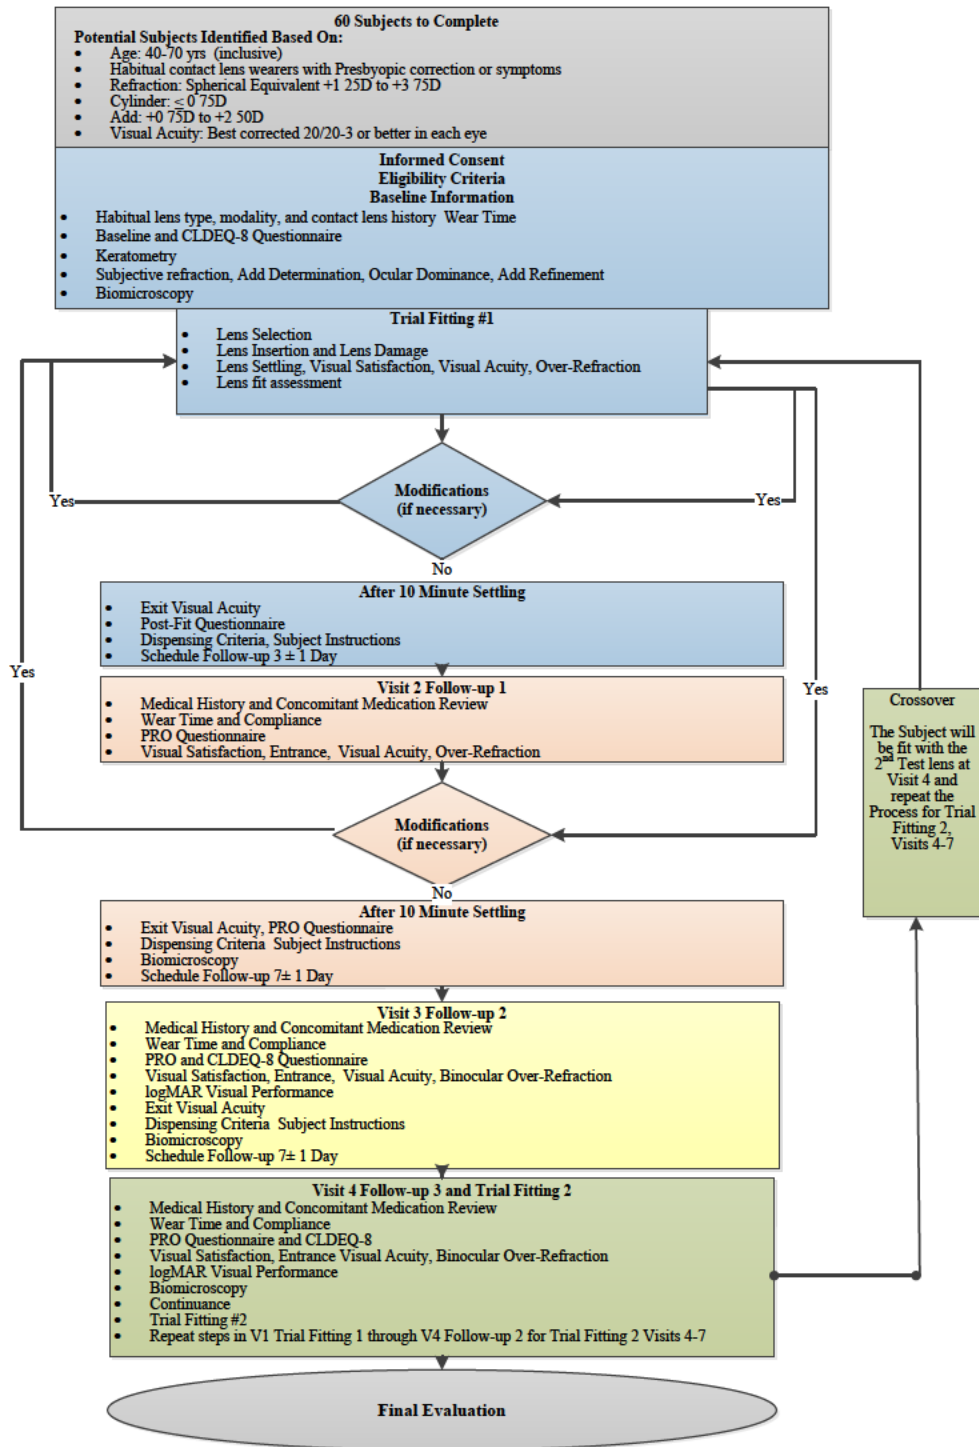 60 Subjects to Complete
Potential Subjects Identified Based On:
• Age: 40-70 yrs (inclusive)
• Habitual contact lens wearers with Presbyopic correction or symptoms
• Refraction: Spherical Equivalent +1 25D to +3 75D
• Cylinder: ≤ 0 75D
• Add: +0 75D to +2 50D
• Visual Acuity: Best corrected 20/20-3 or better in each eye
Informed Consent
Eligibility Criteria
Baseline Information
• Habitual lens type, modality, and contact lens history Wear Time
• Baseline and CLDEQ-8 Questionnaire
• Keratometry
• Subjective refraction, Add Determination, Ocular Dominance, Add Refinement
• Biomicroscopy
Trial Fitting #1
• Lens Selection
• Lens Insertion and Lens Damage
• Lens Settling, Visual Satisfaction, Visual Acuity, Over-Refraction
• Lens fit assessment
Modifications
(if necessary)
Yes
Yes
No
After 10 Minute Settling
• Exit Visual Acuity
• Post-Fit Questionnaire
• Dispensing Criteria, Subject Instructions
• Schedule Follow-up 3 ± 1 Day
Yes
Yes
Visit 2 Follow-up 1
• Medical History and Concomitant Medication Review
• Wear Time and Compliance
• PRO Questionnaire
• Visual Satisfaction, Entrance, Visual Acuity, Over-Refraction
Crossover
The Subject will
be fit with the
2nd Test lens at
Visit 4 and
repeat the
Process for Trial
Fitting 2,
Visits 4-7
Modifications
(if necessary)
No
After 10 Minute Settling
• Exit Visual Acuity, PRO Questionnaire
• Dispensing Criteria Subject Instructions
• Biomicroscopy
• Schedule Follow-up 7± 1 Day
Visit 3 Follow-up 2
• Medical History and Concomitant Medication Review
• Wear Time and Compliance
• PRO and CLDEQ-8 Questionnaire
• Visual Satisfaction, Entrance, Visual Acuity, Binocular Over-Refraction
• logMAR Visual Performance
• Exit Visual Acuity
• Dispensing Criteria Subject Instructions
• Biomicroscopy
• Schedule Follow-up 7± 1 Day
Visit 4 Follow-up 3 and Trial Fitting 2
• Medical History and Concomitant Medication Review
• Wear Time and Compliance
• PRO Questionnaire and CLDEQ-8
• Visual Satisfaction, Entrance Visual Acuity, Binocular Over-Refraction
• logMAR Visual Performance
• Biomicroscopy
• Continuance
• Trial Fitting #2
• Repeat steps in V1 Trial Fitting 1 through V4 Follow-up 2 for Trial Fitting 2 Visits 4-7
Final Evaluation